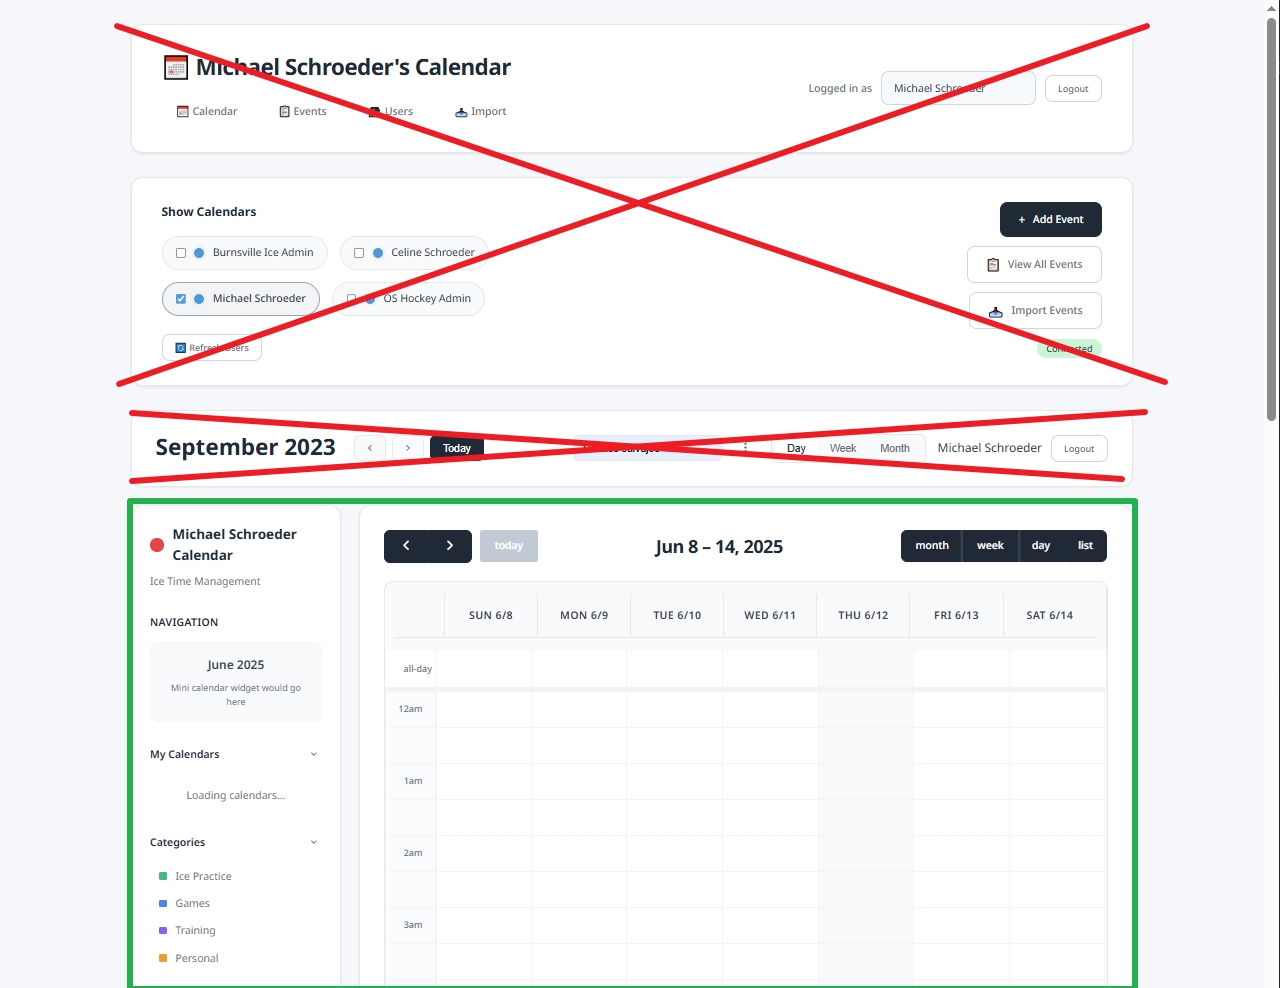 Michael Schroeder's Calendar
Calendar
Events
Users
Import
Logged in as
Michael Schroeder
Logout
Show Calendars
Burnsville Ice Admin
Celine Schroeder
Michael Schroeder
OS Hockey Admin
Refresh Users
+ Add Event
View All Events
Import Events
Connected
September 2023
Today
Day
Week
Month
Michael Schroeder
Logout
Michael Schroeder
Calendar
Ice Time Management
NAVIGATION
June 2025
Mini calendar widget would go
here
My Calendars
Loading calendars...
Categories
Ice Practice
Games
Training
Personal
today
Jun 8 – 14, 2025
month
week
day
list
SUN 6/8
MON 6/9
TUE 6/10
WED 6/11
THU 6/12
FRI 6/13
SAT 6/14
all-day
12am
1am
2am
3am